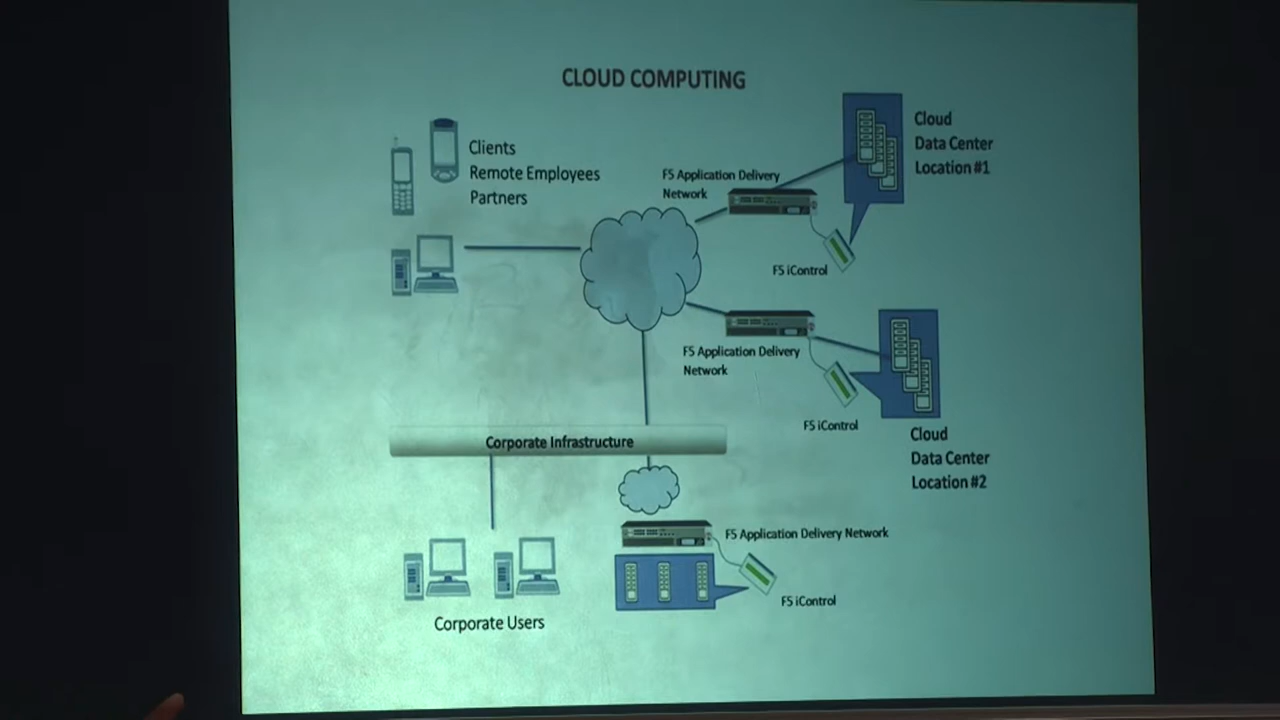 CLOUD COMPUTING
Clients
Remote Employees
Partners
F5 Application Delivery
Network
Cloud
Data Center
Location #1
F5 iControl
F5 Application Delivery
Network
F5 iControl
Cloud
Data Center
Location #2
Corporate Infrastructure
F5 Application Delivery Network
F5 iControl
Corporate Users